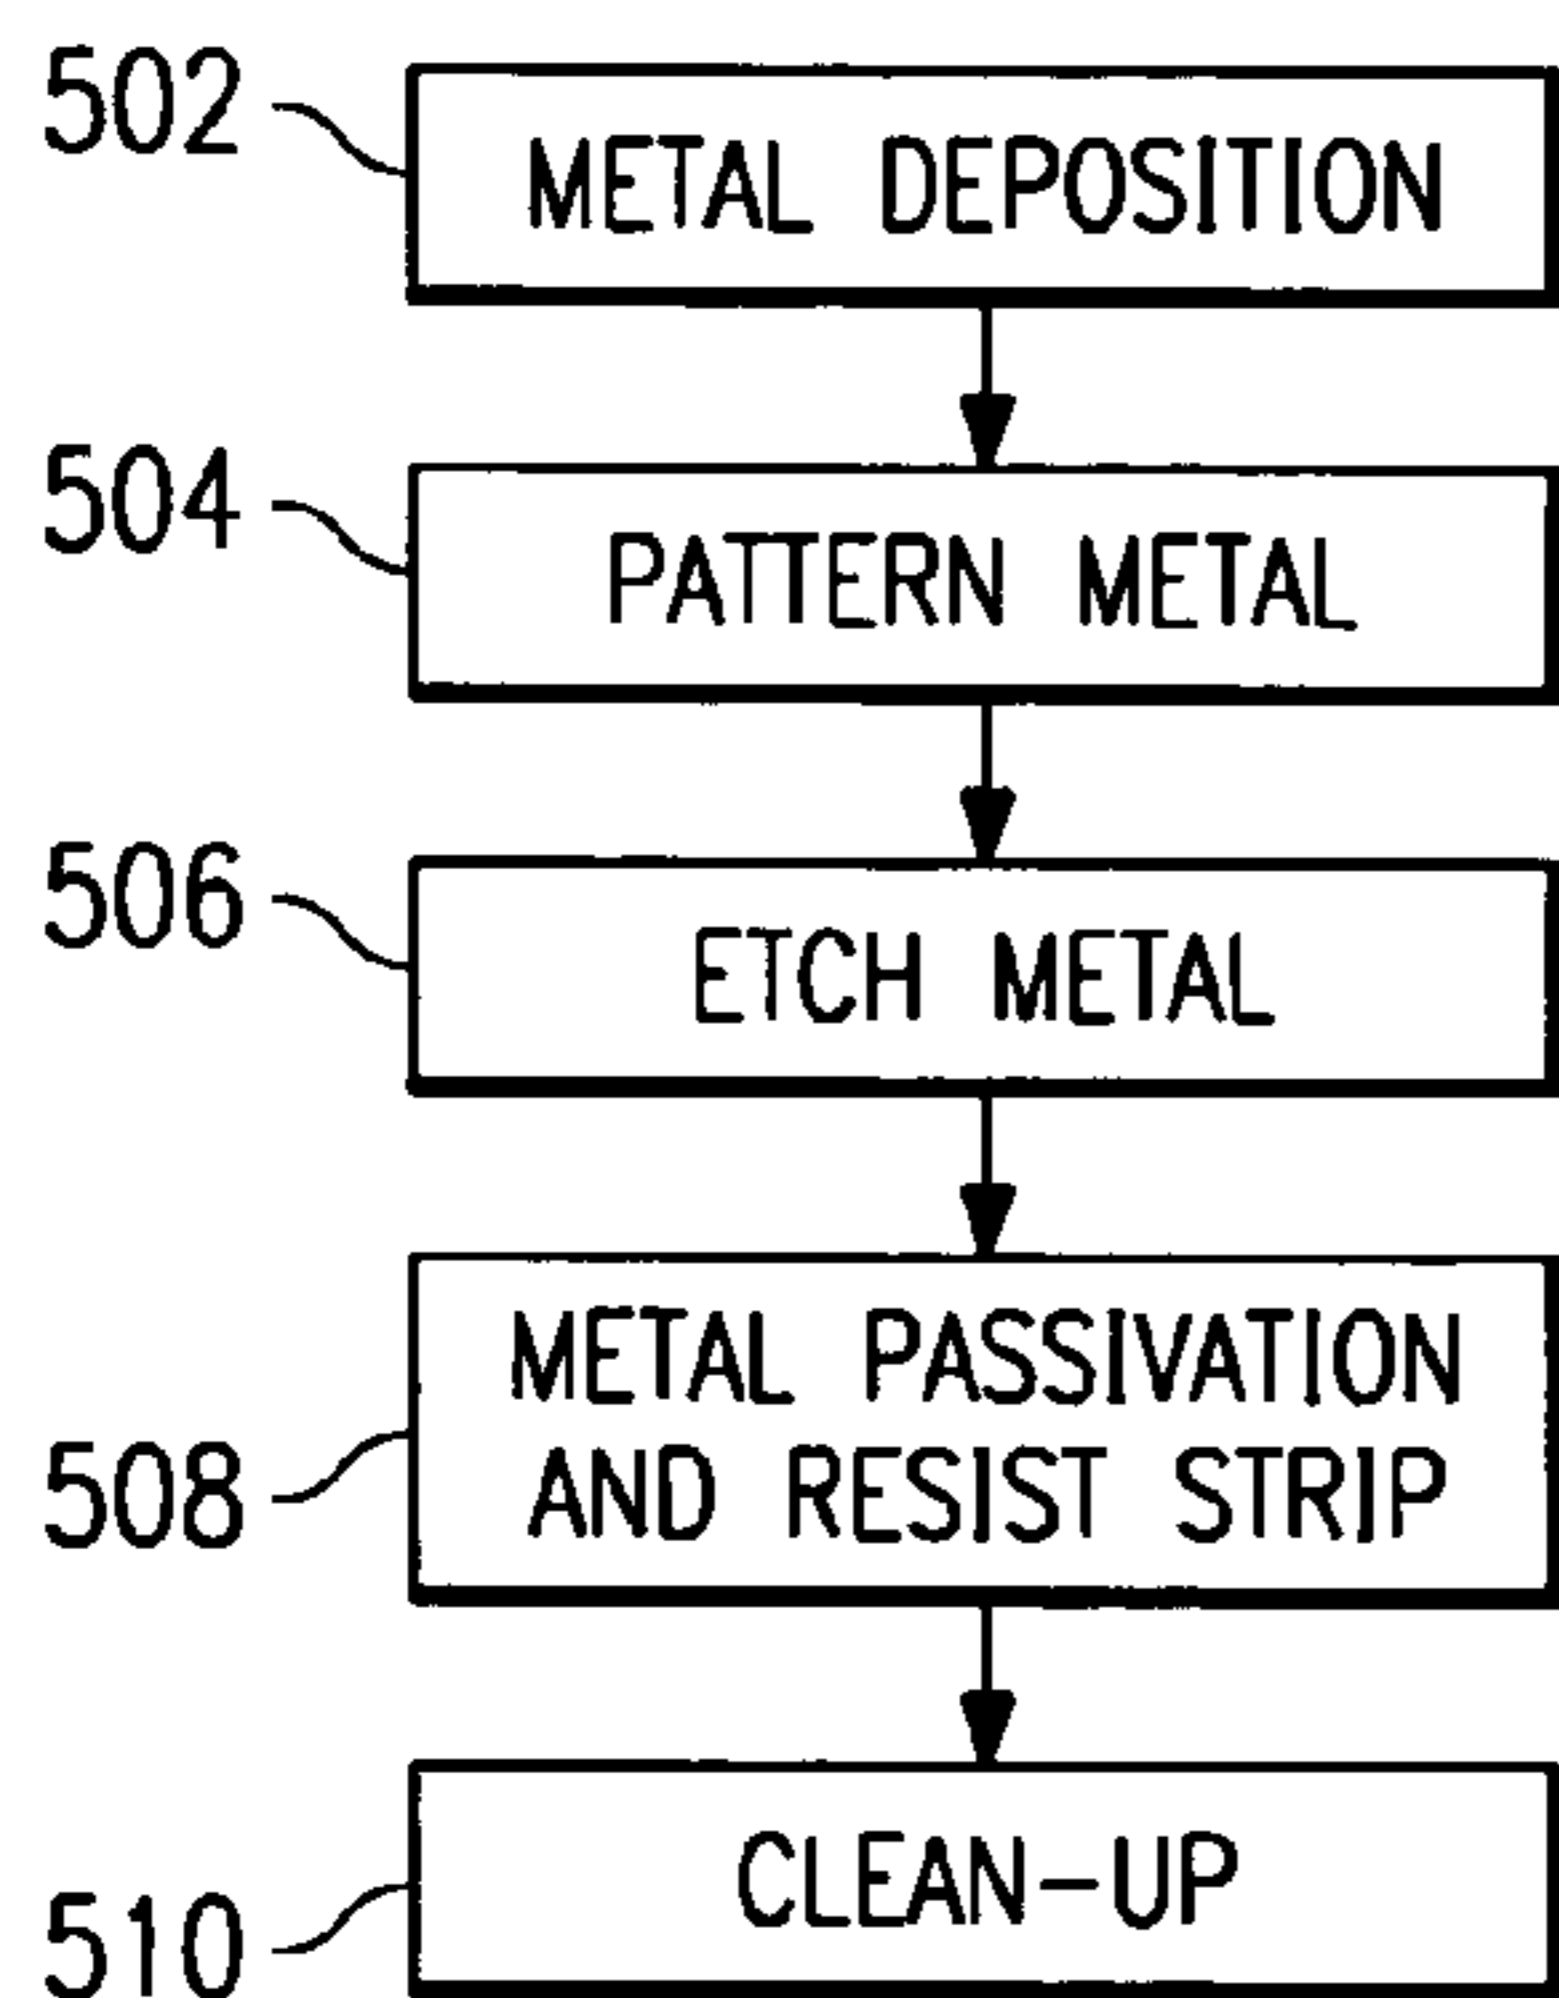 502
METAL DEPOSITION
504
PATTERN METAL
506
ETCH METAL
METAL PASSIVATION
AND RESIST STRIP
508
CLEAN-UP
510